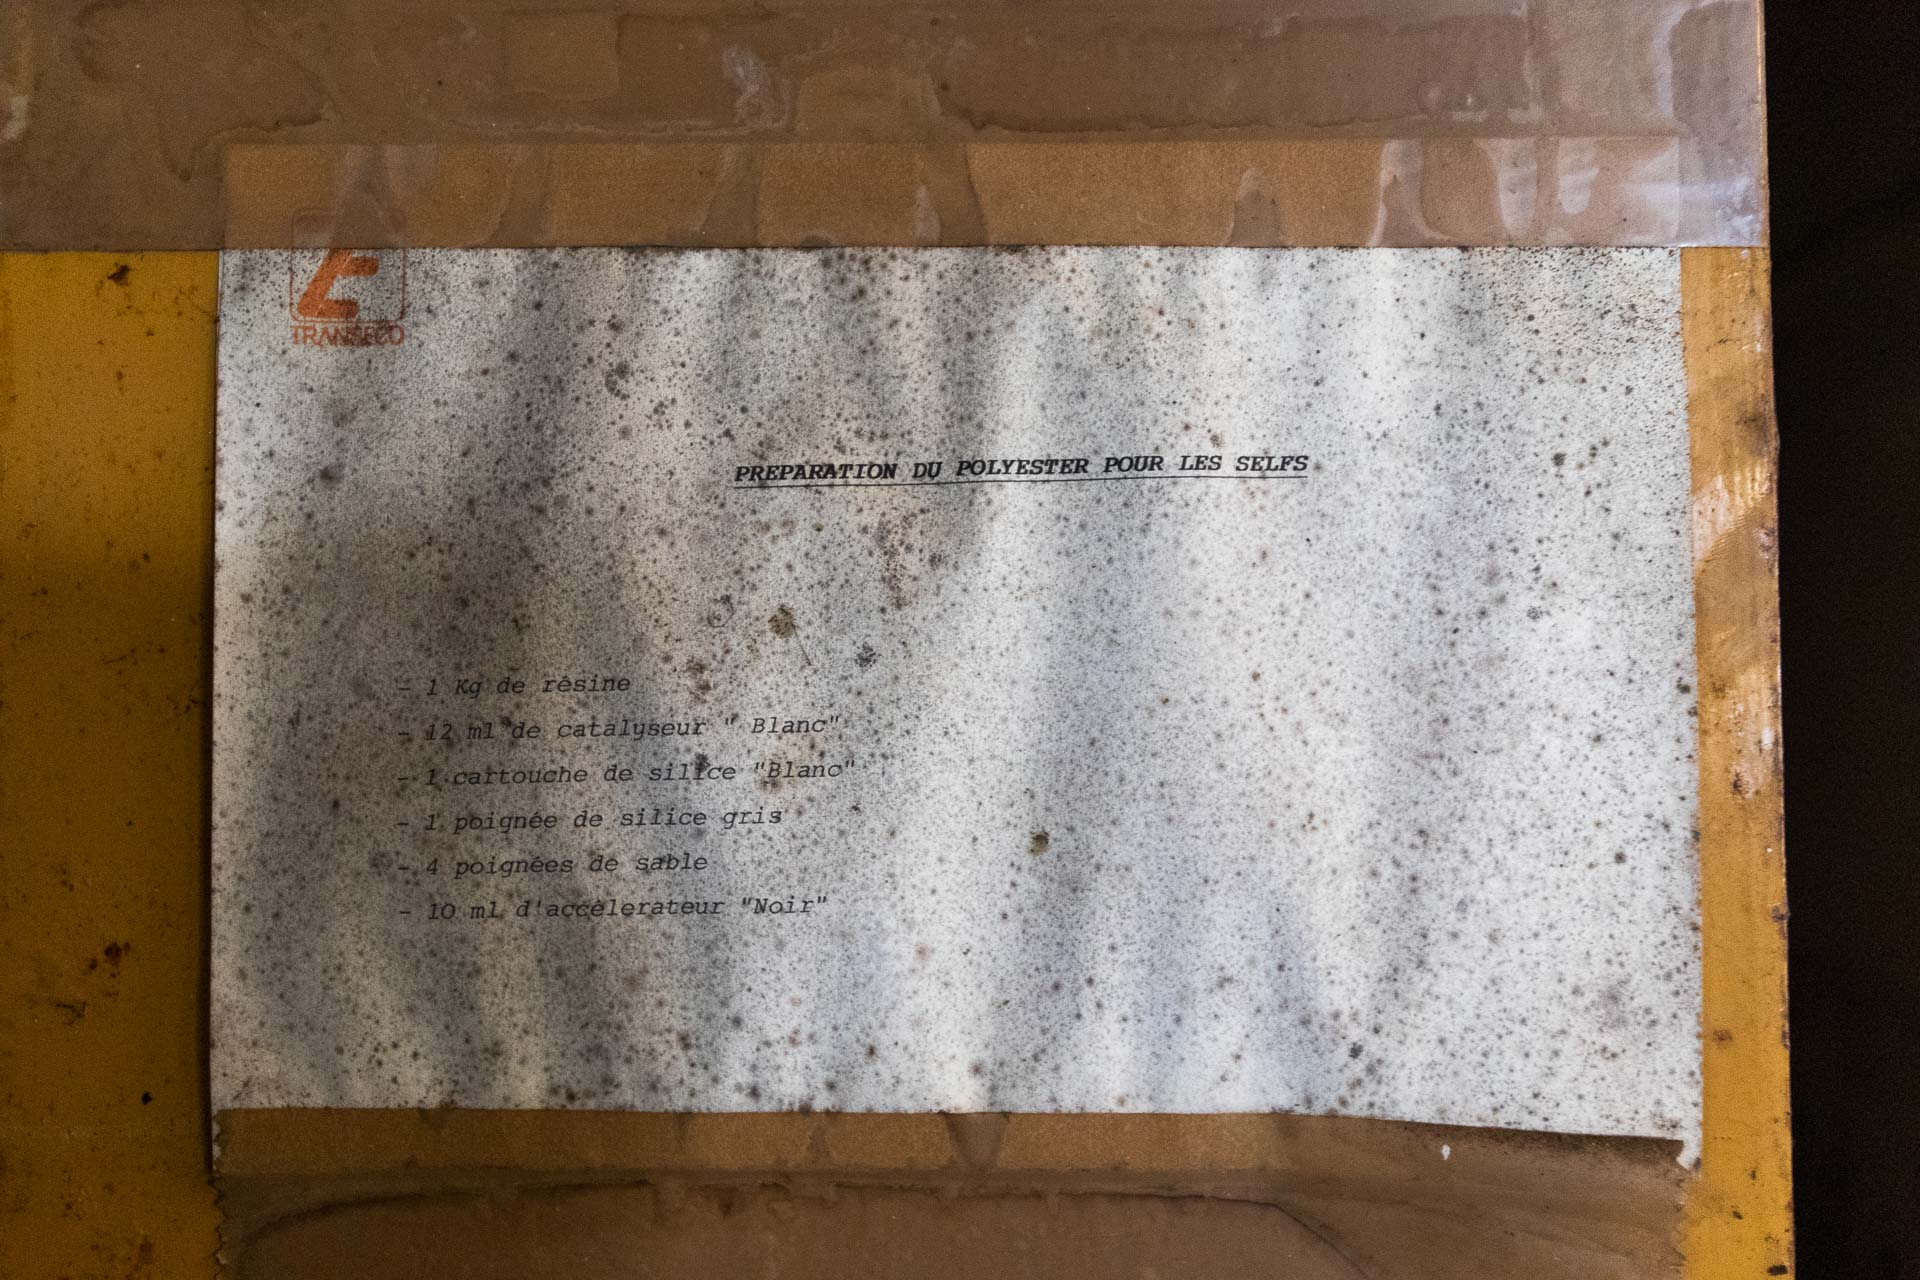 TRANSECO
PREPARATION DU POLYESTER POUR LES SELFS
- 1 Kg de résine
- 12 ml de catalyseur " Blanc"
- 1 cartouche de silice "Blanc"
- 1 poignée de silice gris
- 4 poignées de sable
- 10 ml d'accélerateur "Noir"